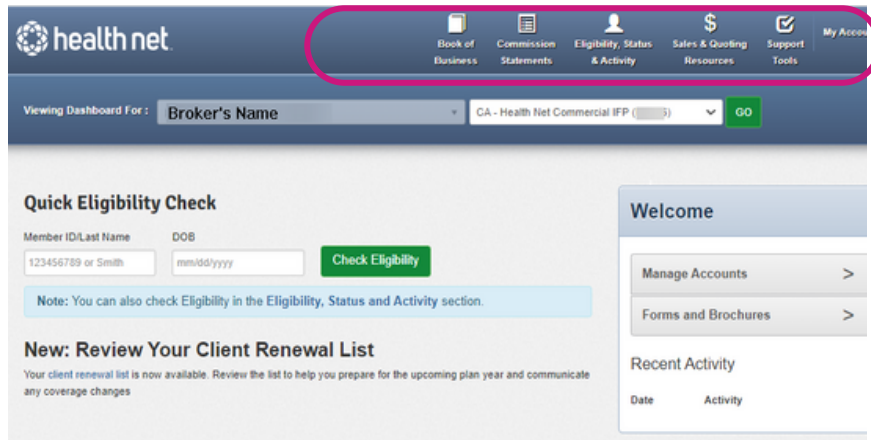 health net.
Book of Business
Commission Statements
Eligibility, Status & Activity
Sales & Quoting Resources
Support Tools
My Accou
Viewing Dashboard For :
Broker's Name
CA - Health Net Commercial IFP (
GO
Quick Eligibility Check
Member ID/Last Name
DOB
123456789 or Smith
mm/dd/yyyy
Check Eligibility
Note: You can also check Eligibility in the Eligibility, Status and Activity section.
New: Review Your Client Renewal List
Your client renewal list is now available. Review the list to help you prepare for the upcoming plan year and communicate
any coverage changes
Welcome
Manage Accounts >
Forms and Brochures >
Recent Activity
Date Activity